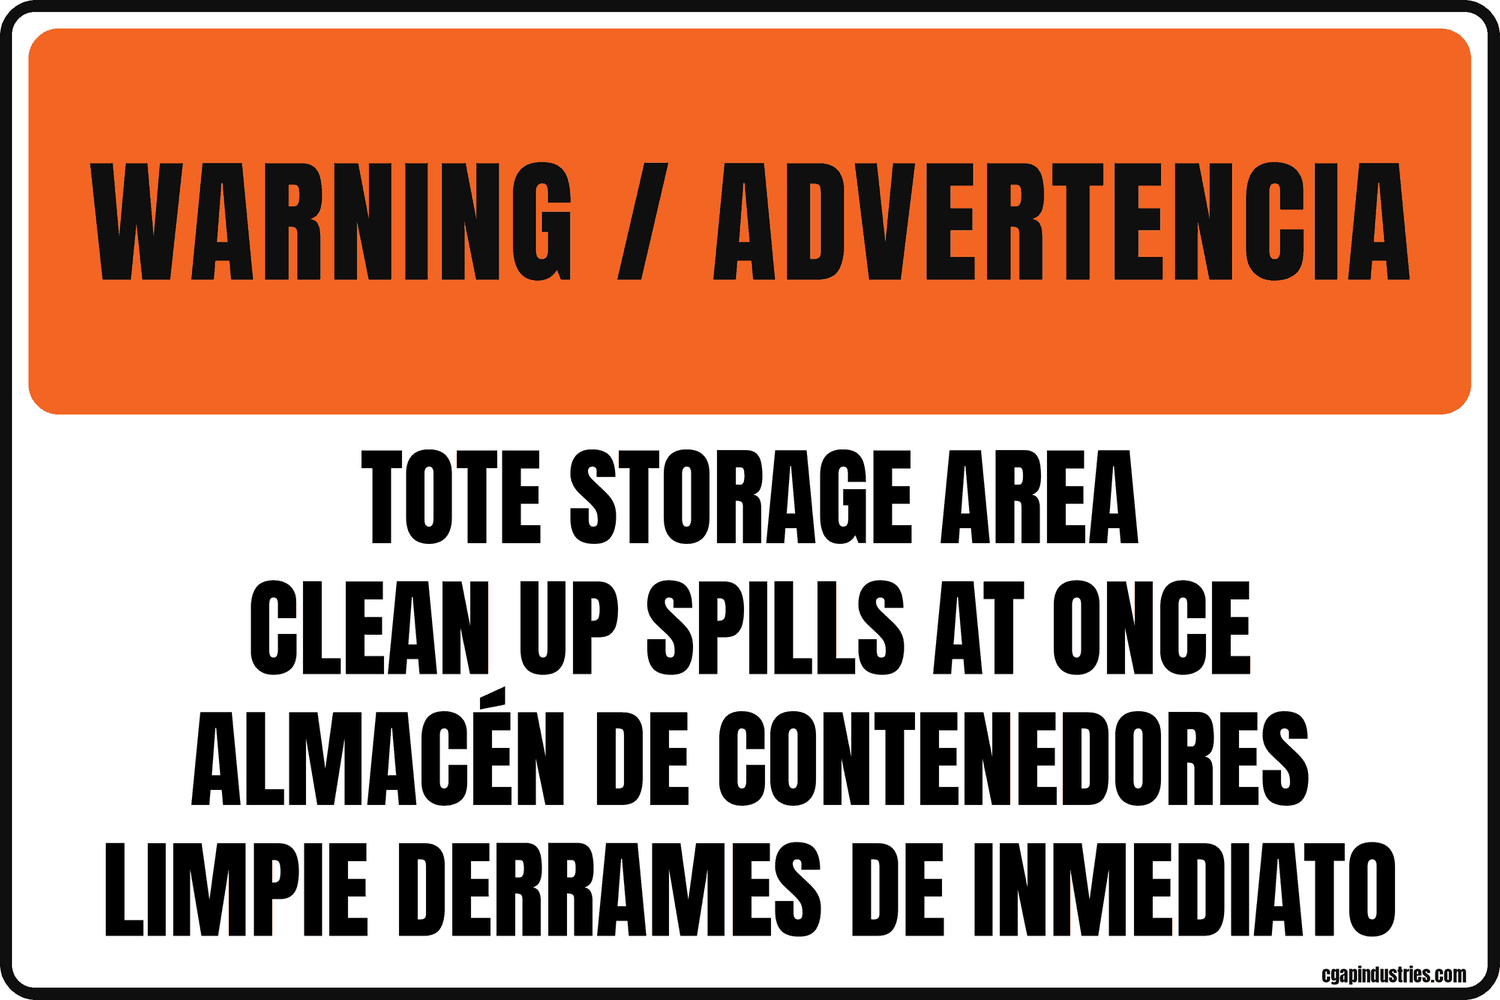 WARNING / ADVERTENCIA
TOTE STORAGE AREA
CLEAN UP SPILLS AT ONCE
ALMACÉN DE CONTENEDORES
LIMPIE DERRAMES DE INMEDIATO
cgapindustries.com